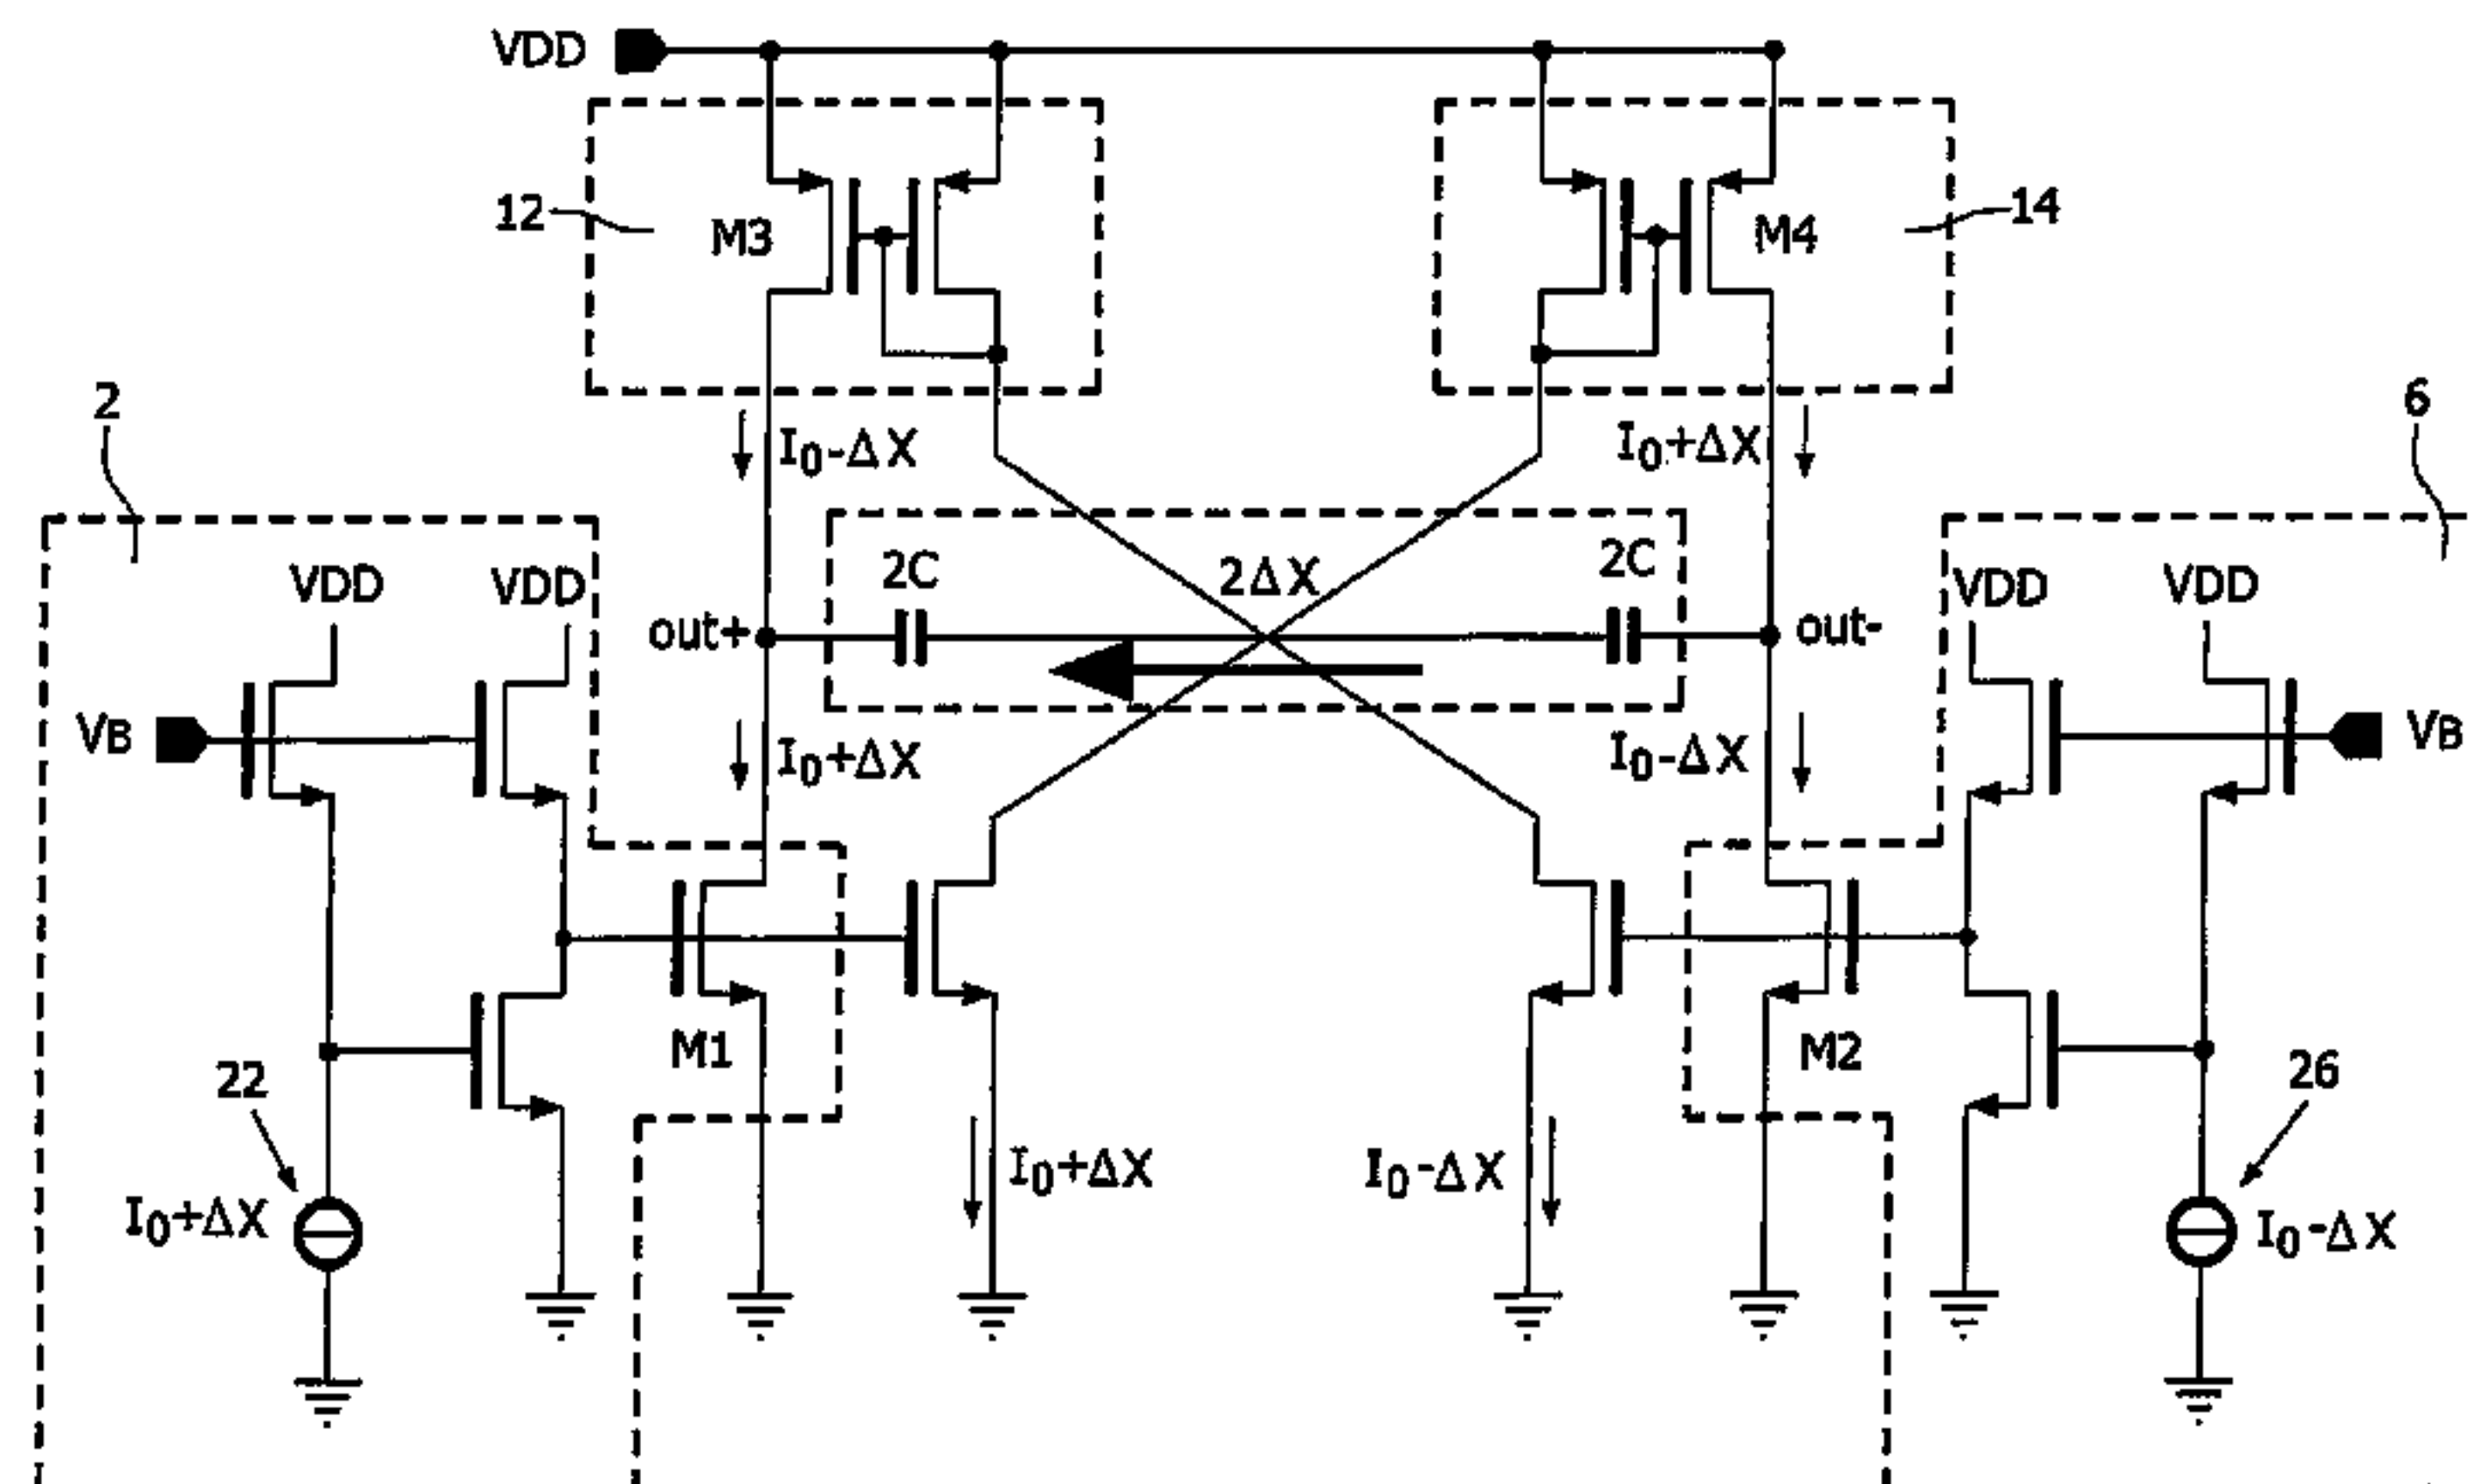 VDD
12
M3
M4
14
2
6
I₀-ΔX
I₀+ΔX
VDD
VDD
2C
2ΔX
2C
VDD
VDD
out+
out-
VB
VB
I₀+ΔX
I₀-ΔX
M1
M2
22
26
I₀+ΔX
I₀+ΔX
I₀-ΔX
I₀-ΔX